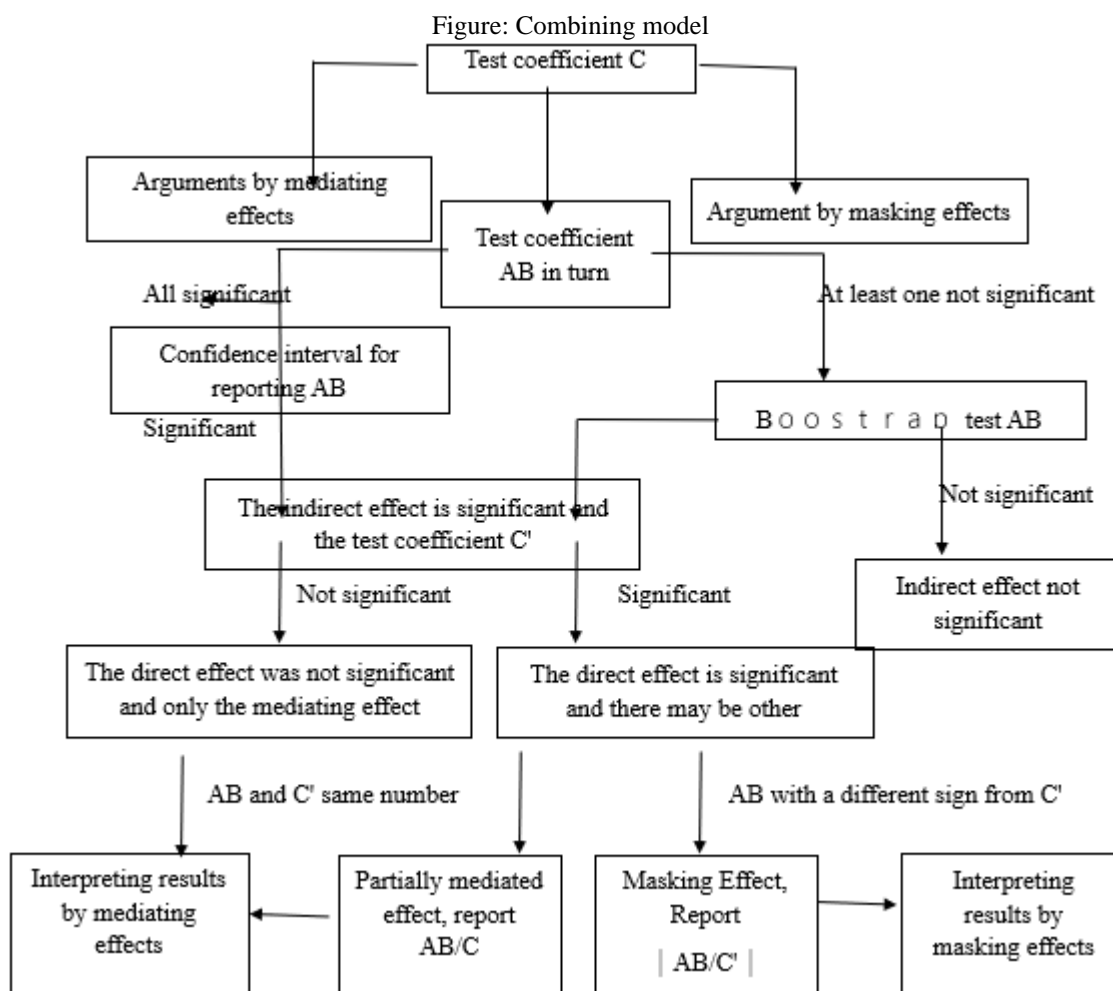 Figure: Combining model
Test coefficient C
Arguments by mediating
effects
Argument by masking effects
Test coefficient
AB in turn
All significant
At least one not significant
Confidence interval for
reporting AB
Significant
Boostrap test AB
Not significant
The indirect effect is significant and
the test coefficient C'
Not significant
Significant
Indirect effect not
significant
The direct effect was not significant
and only the mediating effect
The direct effect is significant
and there may be other
AB and C' same number
AB with a different sign from C'
Interpreting results
by mediating
effects
Partially mediated
effect, report
AB/C
Masking Effect,
Report
| AB/C' |
Interpreting
results by
masking effects